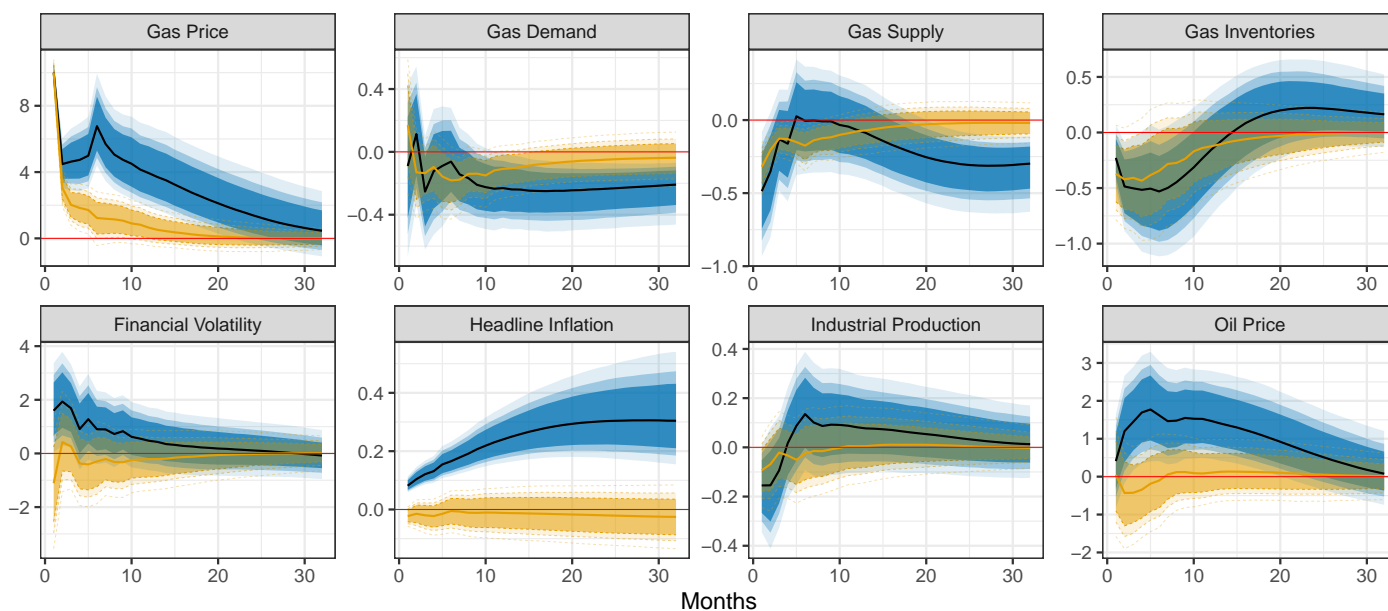 Gas Price
Gas Demand
Gas Supply
Gas Inventories
8
4
0
0.4
0.0
−0.4
0.0
−0.5
−1.0
0.5
0.0
−0.5
−1.0
0 10 20 30
0 10 20 30
0 10 20 30
0 10 20 30
Financial Volatility
Headline Inflation
Industrial Production
Oil Price
4
2
0
−2
0.4
0.2
0.0
0.4
0.2
0.0
−0.2
−0.4
3
2
1
0
−1
−2
0 10 20 30
0 10 20 30
0 10 20 30
0 10 20 30
Months